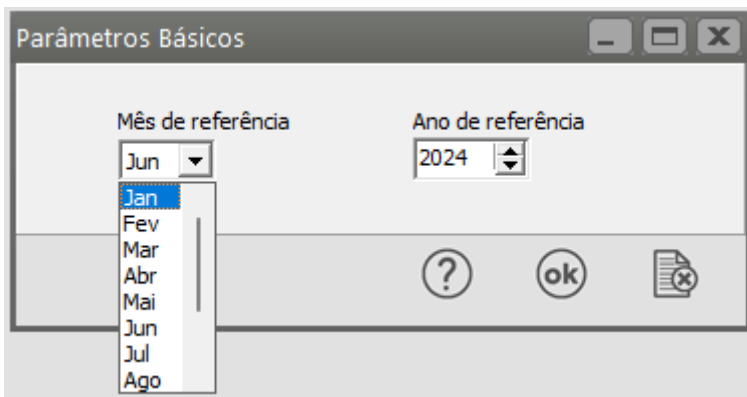 Parâmetros Básicos
Mês de referência
Ano de referência
Jun
2024
Jan
Fev
Mar
Abr
Mai
Jun
Jul
Ago
?
ok